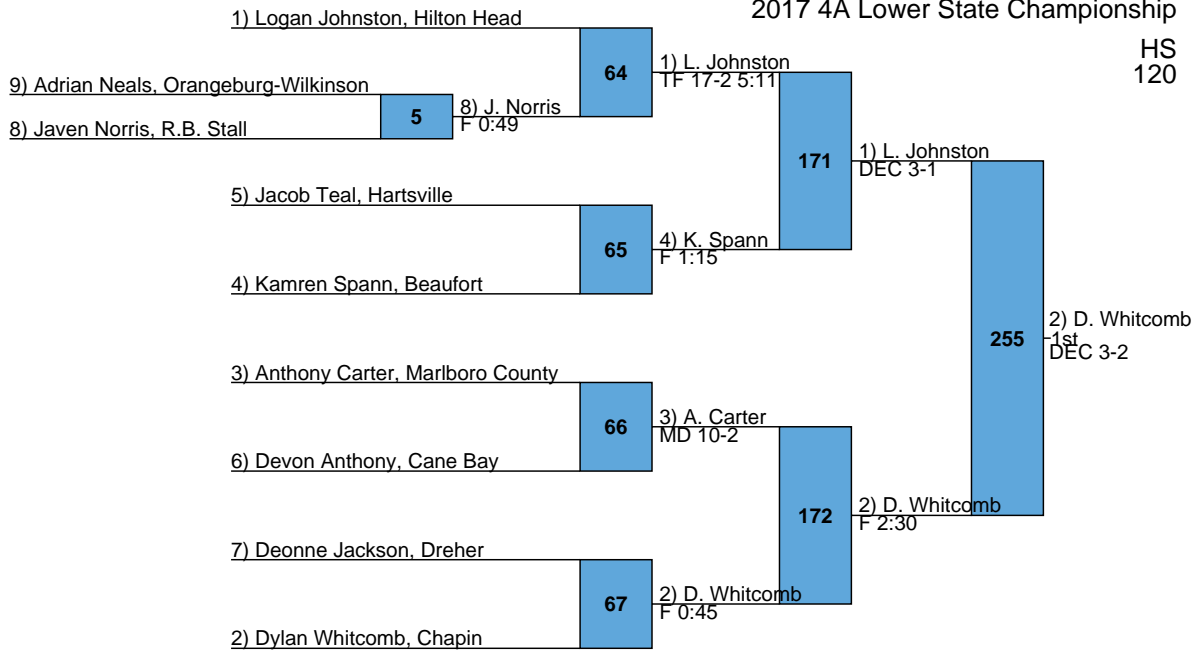 2017 4A Lower State Championship
HS
120
1) Logan Johnston, Hilton Head
64
1) L. Johnston
TF 17-2 5:11
9) Adrian Neals, Orangeburg-Wilkinson
5
8) J. Norris
F 0:49
8) Javen Norris, R.B. Stall
171
1) L. Johnston
DEC 3-1
5) Jacob Teal, Hartsville
65
4) K. Spann
F 1:15
4) Kamren Spann, Beaufort
255
2) D. Whitcomb
1st
DEC 3-2
3) Anthony Carter, Marlboro County
66
3) A. Carter
MD 10-2
6) Devon Anthony, Cane Bay
172
2) D. Whitcomb
F 2:30
7) Deonne Jackson, Dreher
67
2) D. Whitcomb
F 0:45
2) Dylan Whitcomb, Chapin